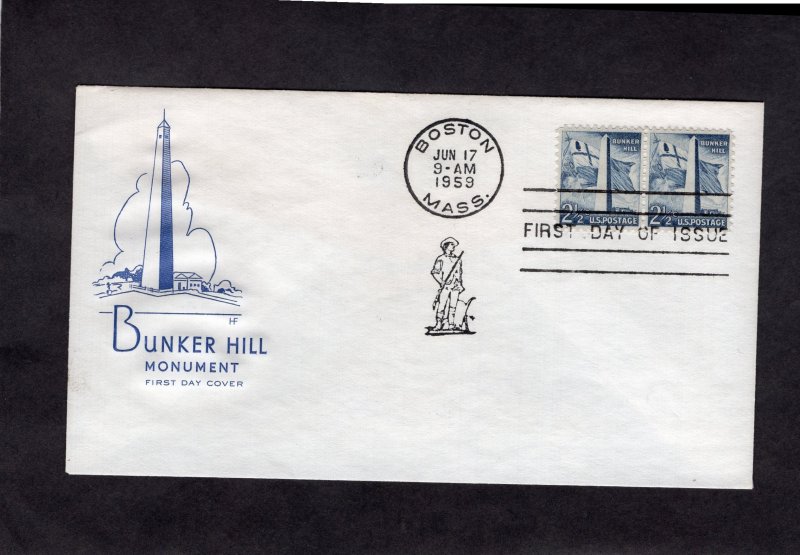 HF
BUNKER HILL
MONUMENT
FIRST DAY COVER
BOSTON
JUN 17
9-AM
1959
MASS.
BUNKER
HILL
2½¢ U.S.POSTAGE
BUNKER
HILL
2½¢ U.S.POSTAGE
FIRST DAY OF ISSUE